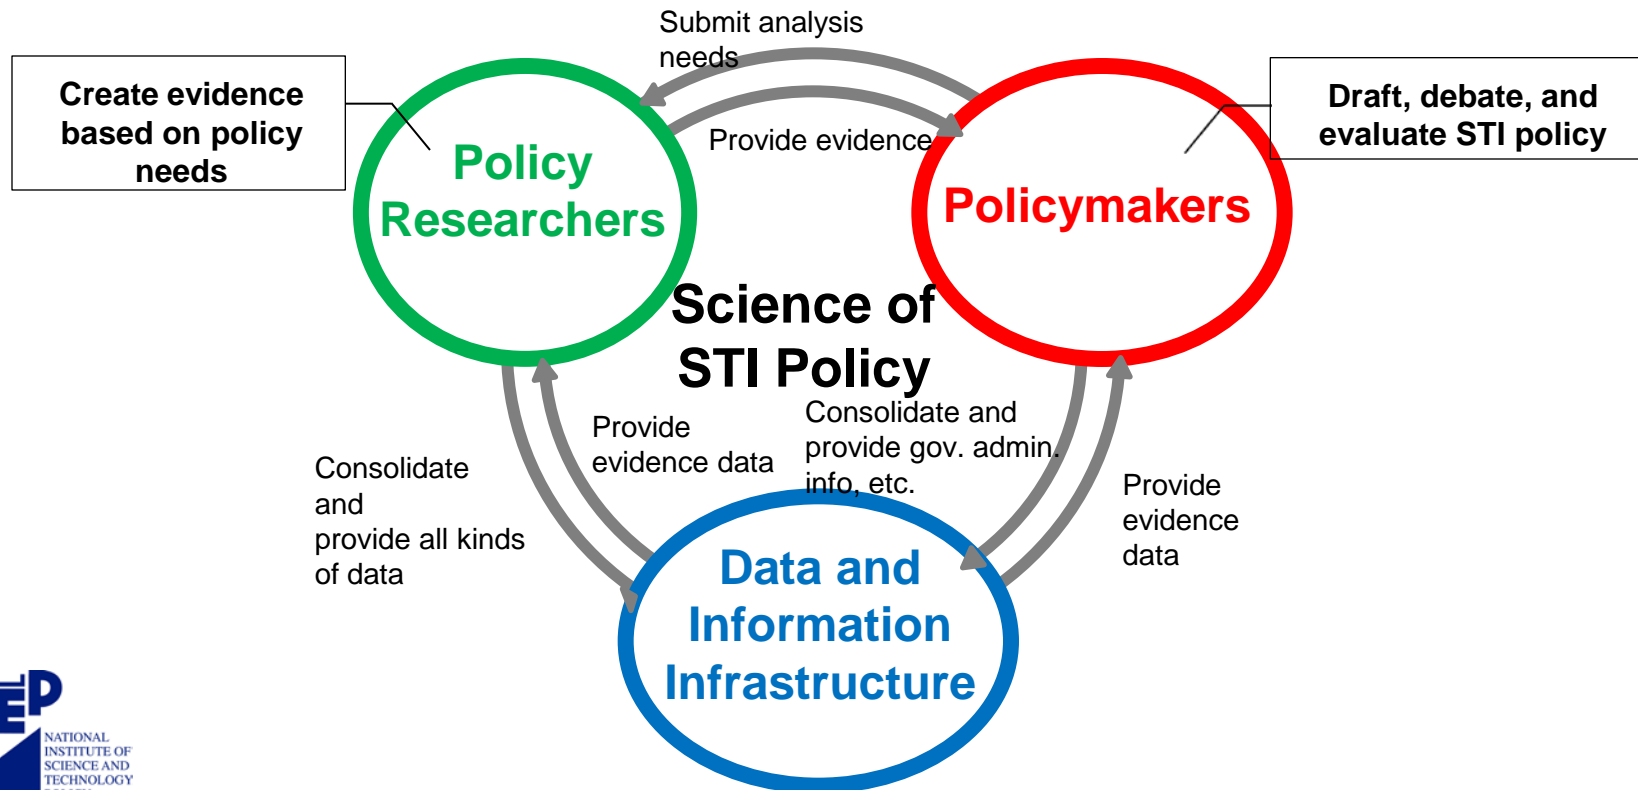 Submit analysis
needs
Create evidence
based on policy
needs
Draft, debate, and
evaluate STI policy
Provide evidence
Policy
Researchers
Policymakers
Science of
STI Policy
Provide
evidence data
Consolidate and
provide gov. admin.
info, etc.
Consolidate
and
provide all kinds
of data
Provide
evidence
data
Data and
Information
Infrastructure
NATIONAL
INSTITUTE OF
SCIENCE AND
TECHNOLOGY